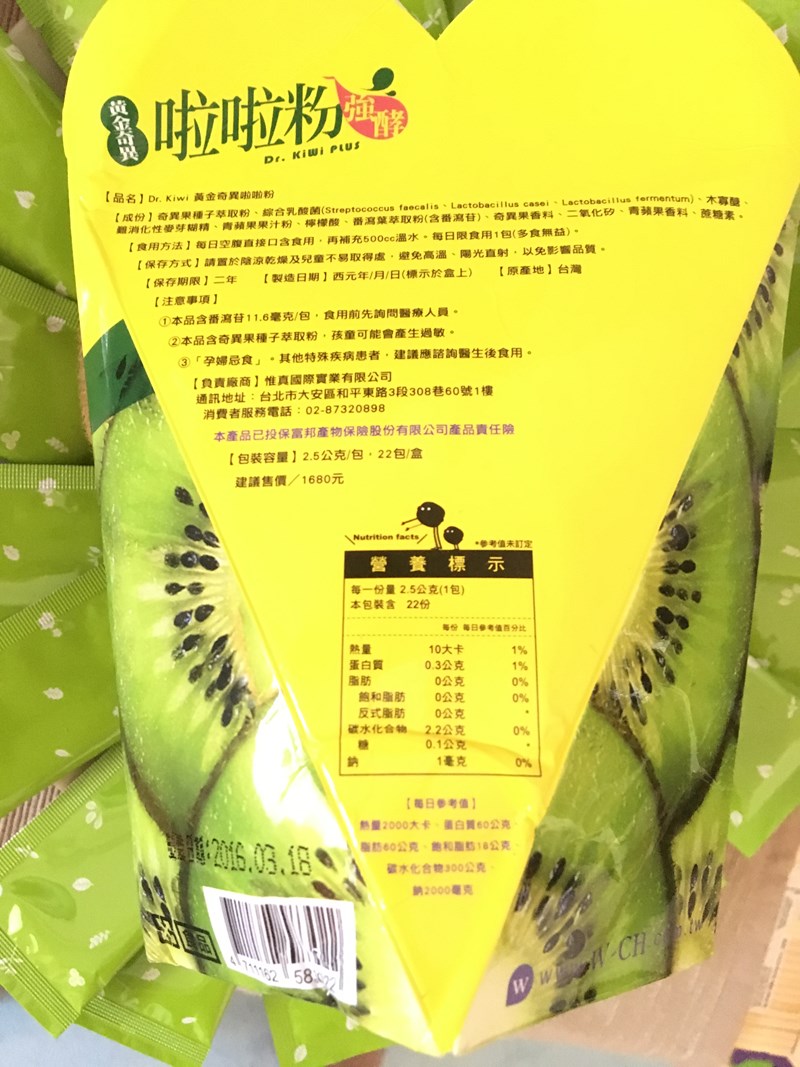 黃金奇異
啦啦粉
強酵
Dr. KiWi PLUS
【品名】Dr. Kiwi 黃金奇異啦啦粉
【成份】奇異果種子萃取粉、綜合乳酸菌(Streptococcus faecalis、Lactobacillus casei、Lactobacillus fermentum)、木寡醣、
難消化性麥芽糊精、青蘋果果汁粉、檸檬酸、番瀉葉萃取粉(含番瀉苷)、奇異果香料、二氧化矽、青蘋果香料、蔗糖素。
【食用方法】每日空腹直接口含食用，再補充500cc溫水。每日限食用1包(多食無益)。
【保存方式】請置於陰涼乾燥及兒童不易取得處，避免高溫、陽光直射，以免影響品質。
【保存期限】二年 【製造日期】西元年/月/日(標示於盒上) 【原產地】台灣
【注意事項】
①本品含番瀉苷11.6毫克/包，食用前先詢問醫療人員。
②本品含奇異果種子萃取粉，孩童可能會產生過敏。
③「孕婦忌食」。其他特殊疾病患者，建議應諮詢醫生後食用。
【負責廠商】惟真國際實業有限公司
通訊地址：台北市大安區和平東路3段308巷60號1樓
消費者服務電話：02-87320898
本產品已投保富邦產物保險股份有限公司產品責任險
【包裝容量】2.5公克/包，22包/盒
建議售價／1680元
Nutrition facts
*參考值未訂定
營養標示
每一份量 2.5公克(1包)
本包裝含 22份
每份 每日參考值百分比
熱量 10大卡 1%
蛋白質 0.3公克 1%
脂肪 0公克 0%
飽和脂肪 0公克 0%
反式脂肪 0公克 *
碳水化合物 2.2公克 0%
糖 0.1公克 *
鈉 1毫克 0%
【每日參考值】
熱量2000大卡、蛋白質60公克、
脂肪60公克、飽和脂肪18公克、
碳水化合物300公克、
鈉2000毫克
2016.03.18
4 711162 58
W